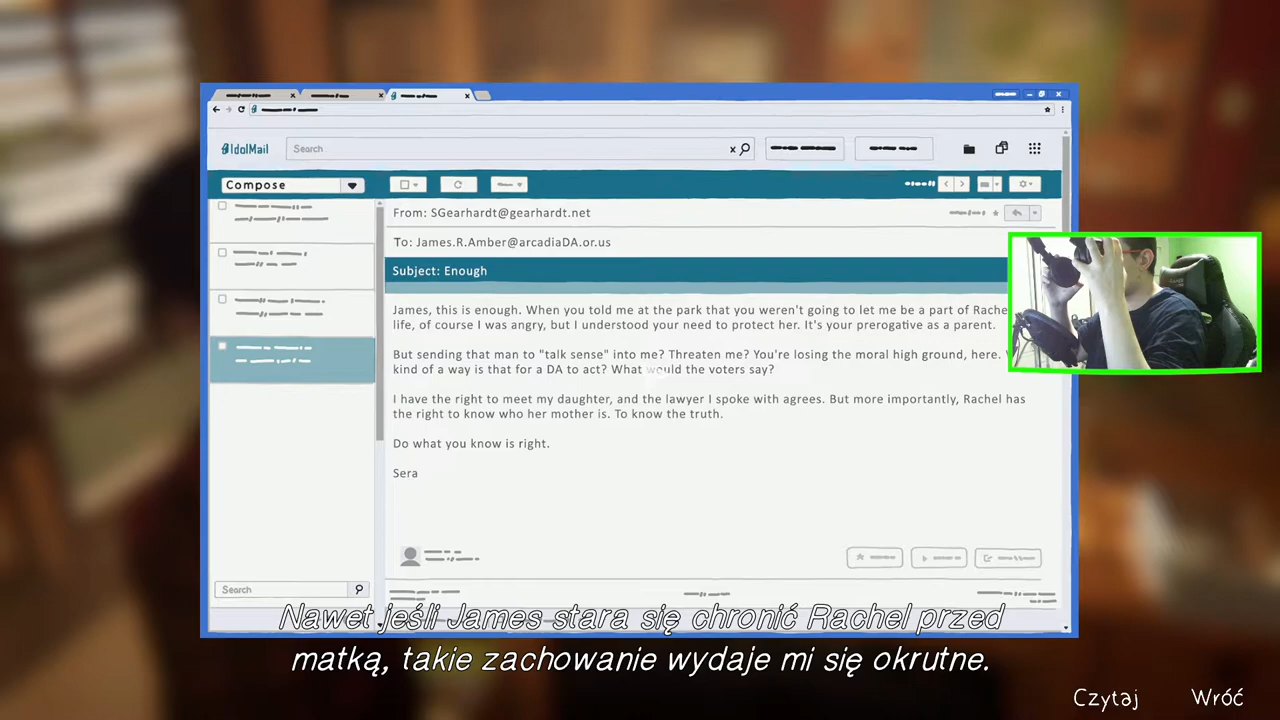 IdolMail
Search
Compose
From: SGearhardt@gearhardt.net
To: James.R.Amber@arcadiaDA.or.us
Subject: Enough
James, this is enough. When you told me at the park that you weren't going to let me be a part of
life, of course I was angry, but I understood your need to protect her. It's your prerogative as a parent.
But sending that man to "talk sense" into me? Threaten me? You're losing the moral high ground, here.
kind of a way is that for a DA to act? What would the voters say?
I have the right to meet my daughter, and the lawyer I spoke with agrees. But more importantly, Rachel has
the right to know who her mother is. To know the truth.
Do what you know is right.
Sera
Search
Nawet jeśli James stara się chronić Rachel przed
matką, takie zachowanie wydaje mi się okrutne.
Czytaj
Wróć